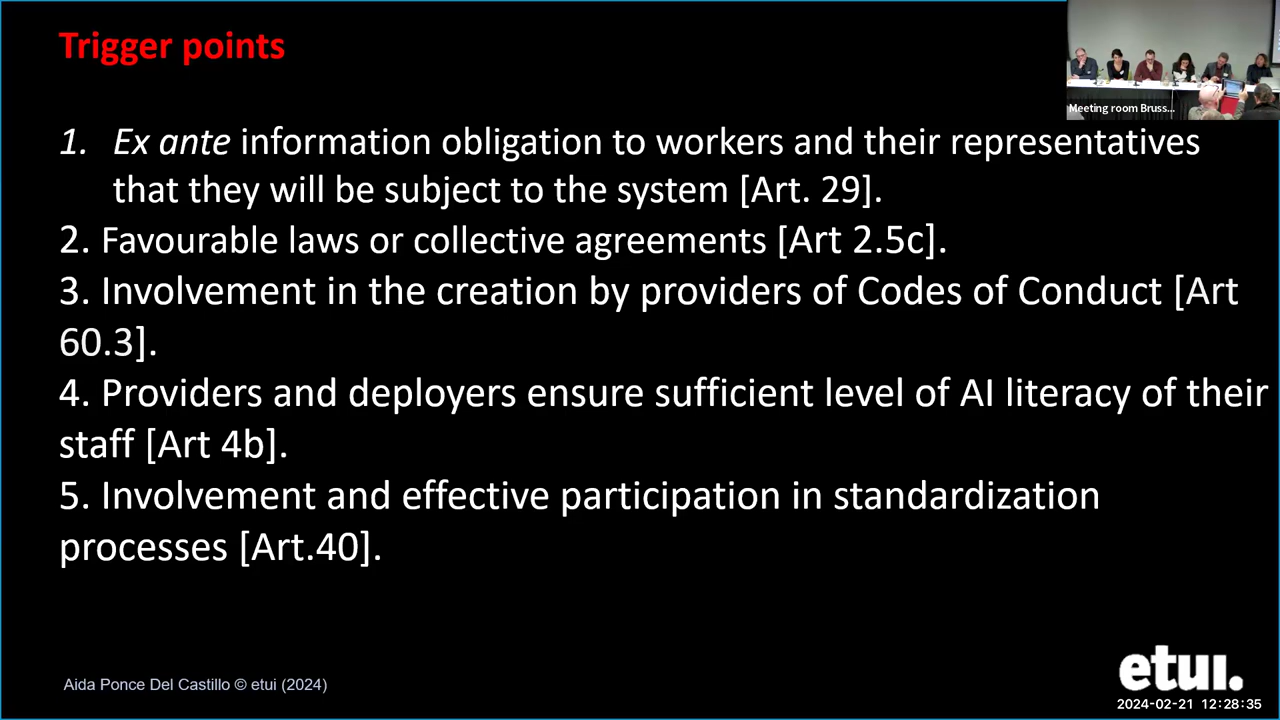 Trigger points
Meeting room Bruss...
1. Ex ante information obligation to workers and their representatives
that they will be subject to the system [Art. 29].
2. Favourable laws or collective agreements [Art 2.5c].
3. Involvement in the creation by providers of Codes of Conduct [Art
60.3].
4. Providers and deployers ensure sufficient level of AI literacy of their
staff [Art 4b].
5. Involvement and effective participation in standardization
processes [Art.40].
Aida Ponce Del Castillo © etui (2024)
etui.
2024-02-21 12:28:35